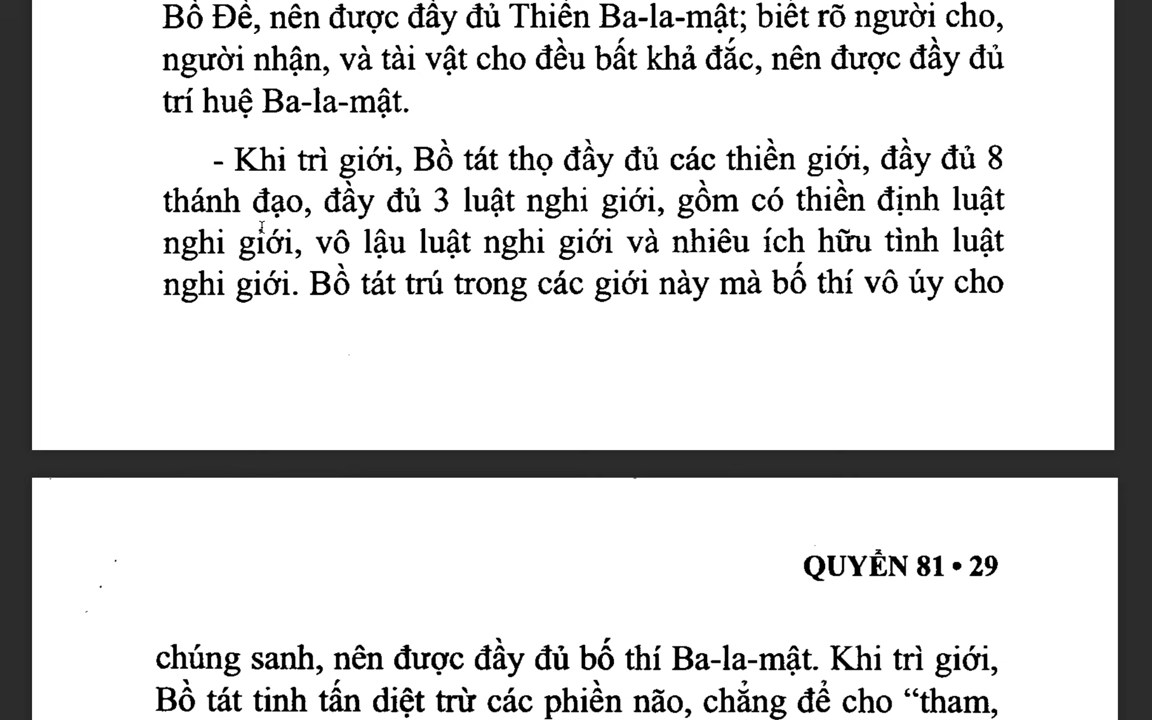 Bồ Đề, nên được đầy đủ Thiền Ba-la-mật; biết rõ người cho,
người nhận, và tài vật cho đều bất khả đắc, nên được đầy đủ
trí huệ Ba-la-mật.
- Khi trì giới, Bồ tát thọ đầy đủ các thiền giới, đầy đủ 8
thánh đạo, đầy đủ 3 luật nghi giới, gồm có thiền định luật
nghi giới, vô lậu luật nghi giới và nhiêu ích hữu tình luật
nghi giới. Bồ tát trú trong các giới này mà bố thí vô úy cho
QUYỂN 81 • 29
chúng sanh, nên được đầy đủ bố thí Ba-la-mật. Khi trì giới,
Bồ tát tinh tấn diệt trừ các phiền não, chẳng để cho “tham,